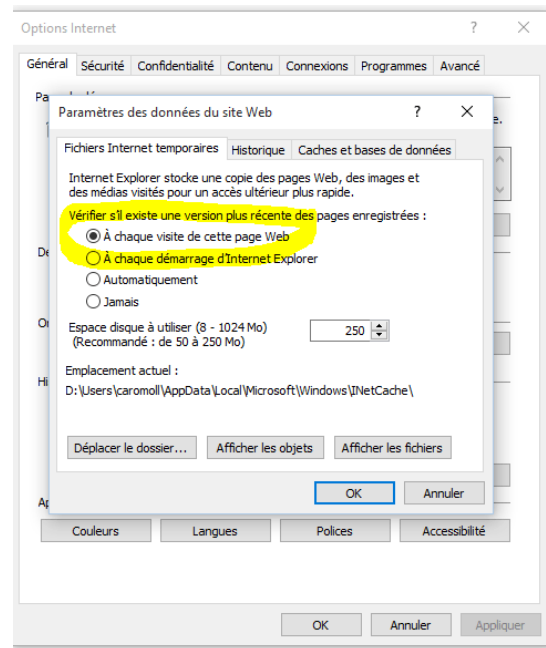 Options Internet
Général Sécurité Confidentialité Contenu Connexions Programmes Avancé
Paramètres des données du site Web
Fichiers Internet temporaires Historique Caches et bases de données
Internet Explorer stocke une copie des pages Web, des images et
des médias visités pour un accès ultérieur plus rapide.
Vérifier s'il existe une version plus récente des pages enregistrées :
À chaque visite de cette page Web
À chaque démarrage d'Internet Explorer
Automatiquement
Jamais
Espace disque à utiliser (8 - 1024 Mo) 250
(Recommandé : de 50 à 250 Mo)
Emplacement actuel :
D:\Users\caromoll\AppData\Local\Microsoft\Windows\INetCache\
Déplacer le dossier... Afficher les objets Afficher les fichiers
OK Annuler
Couleurs Langues Polices Accessibilité
OK Annuler Appliquer